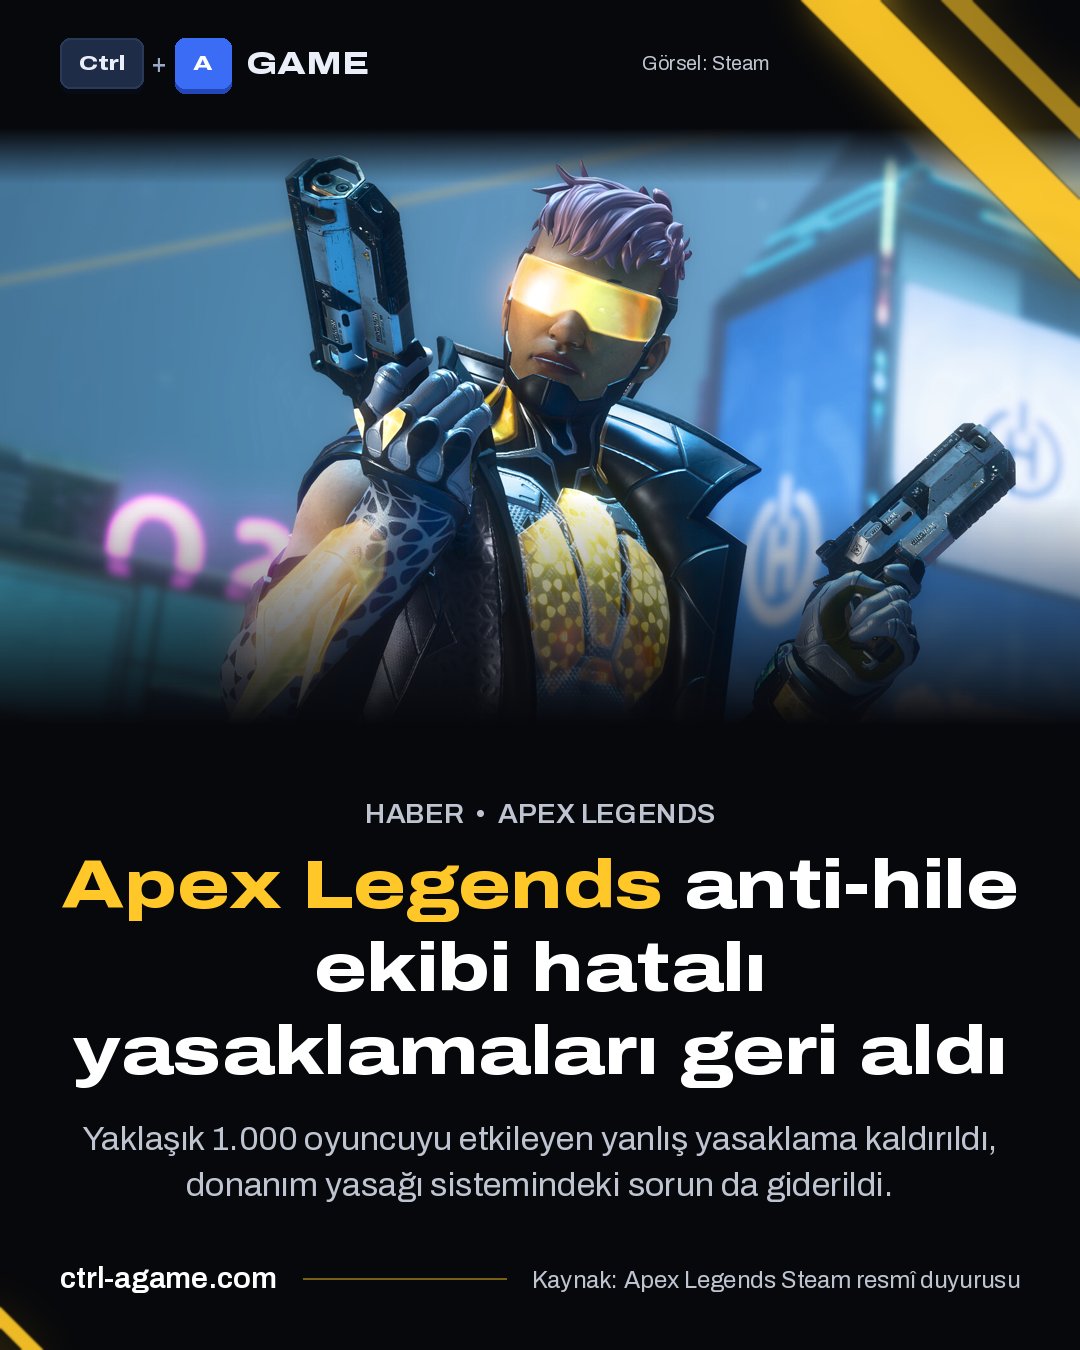 Ctrl + A GAME
Görsel: Steam
HABER • APEX LEGENDS
Apex Legends anti-hile
ekibi hatalı
yasaklamaları geri aldı
Yaklaşık 1.000 oyuncuyu etkileyen yanlış yasaklama kaldırıldı,
donanım yasağı sistemindeki sorun da giderildi.
ctrl-agame.com
Kaynak: Apex Legends Steam resmî duyurusu